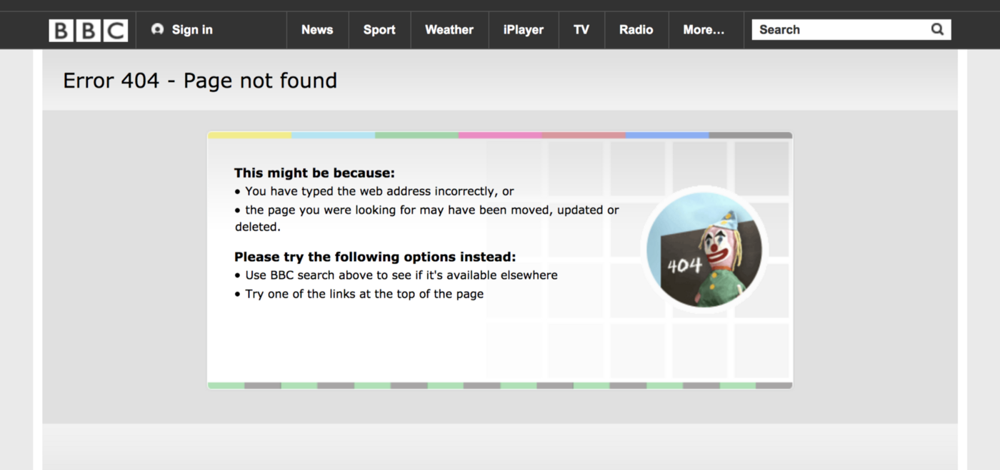 BBC Sign in News Sport Weather iPlayer TV Radio More... Search
Error 404 - Page not found
This might be because:
• You have typed the web address incorrectly, or
• the page you were looking for may have been moved, updated or
deleted.
404
Please try the following options instead:
• Use BBC search above to see if it's available elsewhere
• Try one of the links at the top of the page